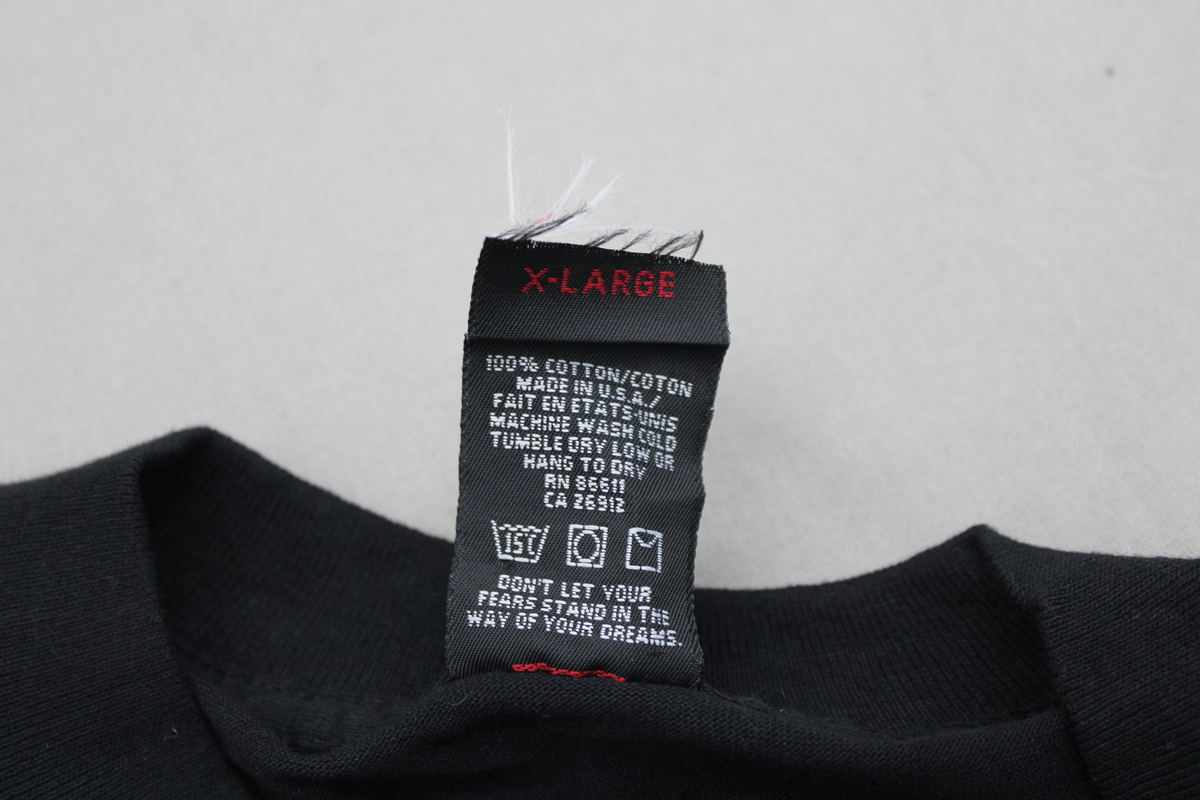 X-LARGE
100% COTTON/COTON
MADE IN U.S.A./
FAIT EN ETATS-UNIS
MACHINE WASH COLD
TUMBLE DRY LOW OR
HANG TO DRY
RN 86611
CA 26912
15C
DON'T LET YOUR
FEARS STAND IN THE
WAY OF YOUR DREAMS.